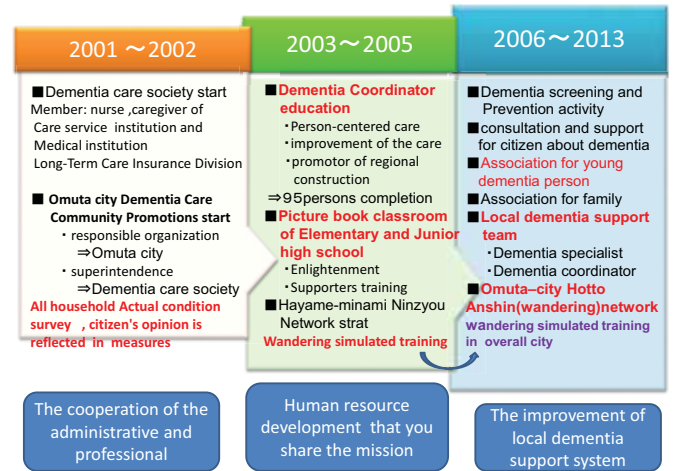 2001 ～2002
■Dementia care society start
Member: nurse ,caregiver of
Care service institution and
Medical institution
Long-Term Care Insurance Division
■ Omuta city Dementia Care
Community Promotions start
・responsible organization
⇒Omuta city
・superintendence
⇒Dementia care society
All household Actual condition
survey , citizen's opinion is
reflected in measures
The cooperation of the
administrative and
professional
2003～2005
■Dementia Coordinator
education
・Person-centered care
・improvement of the care
・promotor of regional
construction
⇒95persons completion
■Picture book classroom
of Elementary and Junior
high school
・Enlightenment
・Supporters training
■Hayame-minami Ninzyou
Network strat
Wandering simulated training
Human resource
development that you
share the mission
2006～2013
■Dementia screening and
Prevention activity
■consultation and support
for citizen about dementia
■Association for young
dementia person
■Association for family
■Local dementia support
team
・Dementia specialist
・Dementia coordinator
■Omuta–city Hotto
Anshin(wandering)network
wandering simulated training
in overall city
The improvement of
local dementia
support system